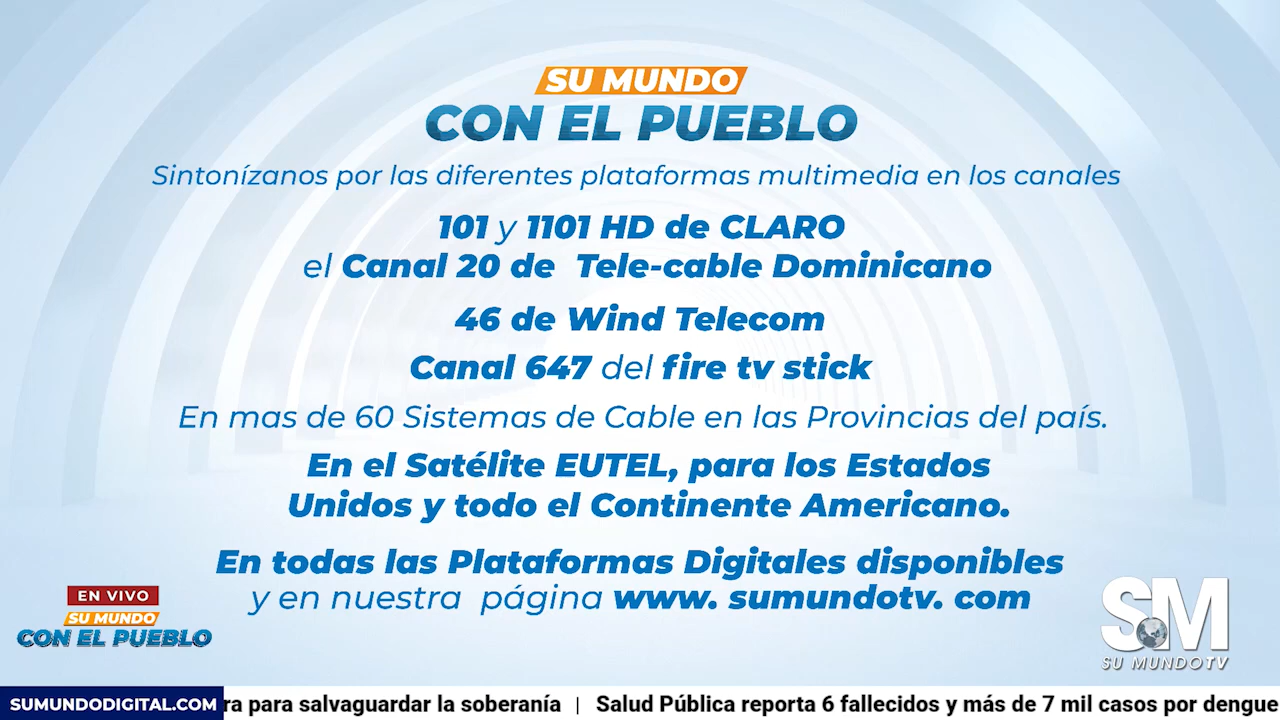 SU MUNDO
CON EL PUEBLO
Sintonízanos por las diferentes plataformas multimedia en los canales
101 y 1101 HD de CLARO
el Canal 20 de Tele-cable Dominicano
46 de Wind Telecom
Canal 647 del fire tv stick
En mas de 60 Sistemas de Cable en las Provincias del país.
En el Satélite EUTEL, para los Estados
Unidos y todo el Continente Americano.
En todas las Plataformas Digitales disponibles
y en nuestra página www. sumundotv. com
EN VIVO
SU MUNDO
CON EL PUEBLO
SM
SU MUNDOTV
SUMUNDODIGITAL.COM ra para salvaguardar la soberanía | Salud Pública reporta 6 fallecidos y más de 7 mil casos por dengue